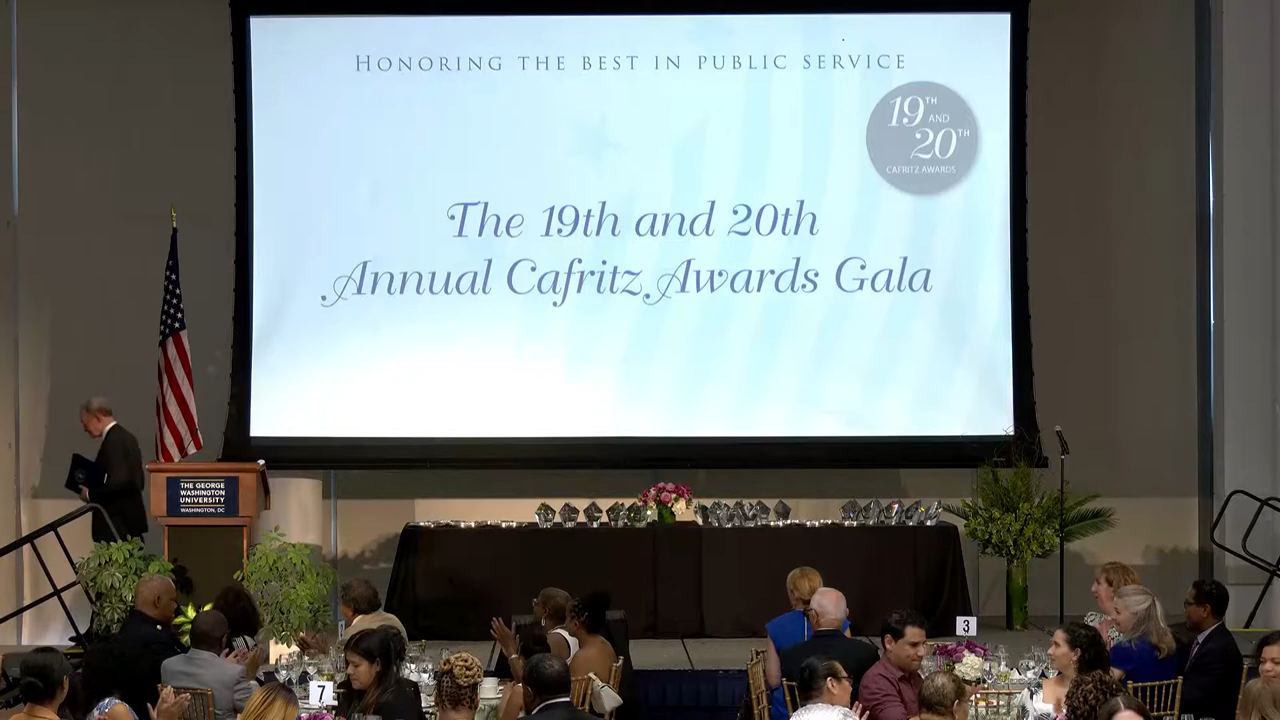 HONORING THE BEST IN PUBLIC SERVICE
19TH
AND
20TH
CAFRITZ AWARDS
The 19th and 20th
Annual Cafritz Awards Gala
THE GEORGE
WASHINGTON
UNIVERSITY
WASHINGTON, DC
3
7